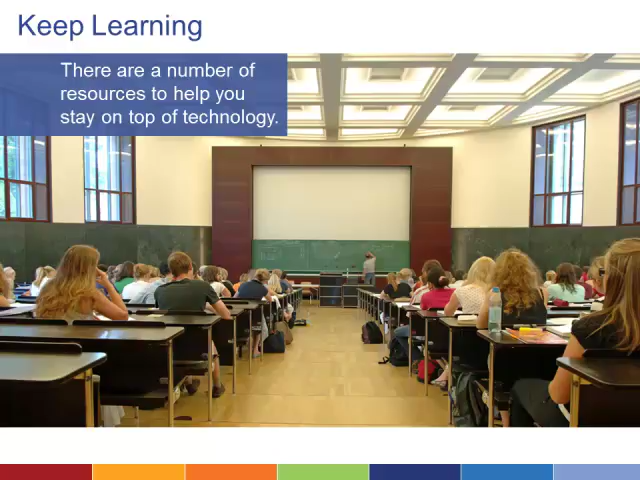 Keep Learning
There are a number of
resources to help you
stay on top of technology.